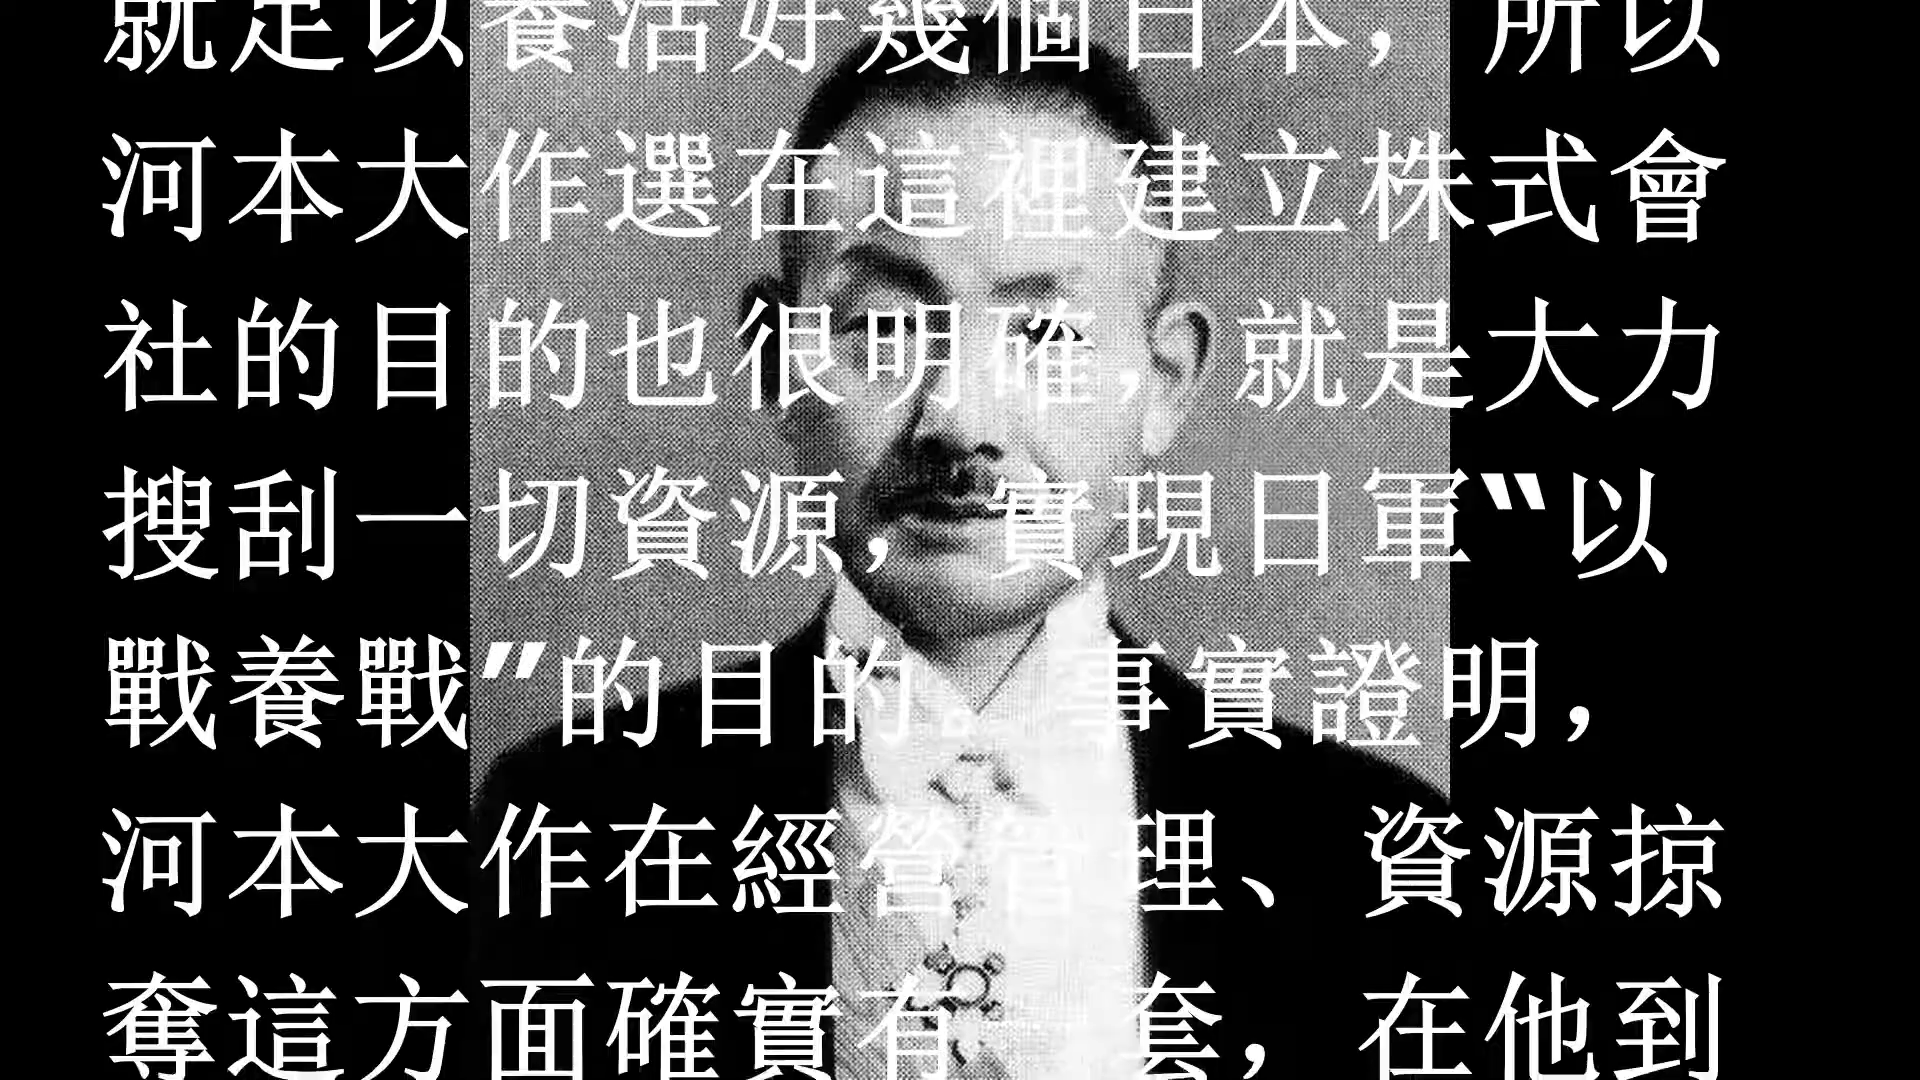 就足以養活好幾個日本，所以
河本大作選在這裡建立株式會
社的目的也很明確，就是大力
搜刮一切資源，實現日軍“以
戰養戰”的目的。事實證明，
河本大作在經營管理、資源掠
奪這方面確實有一套，在他到